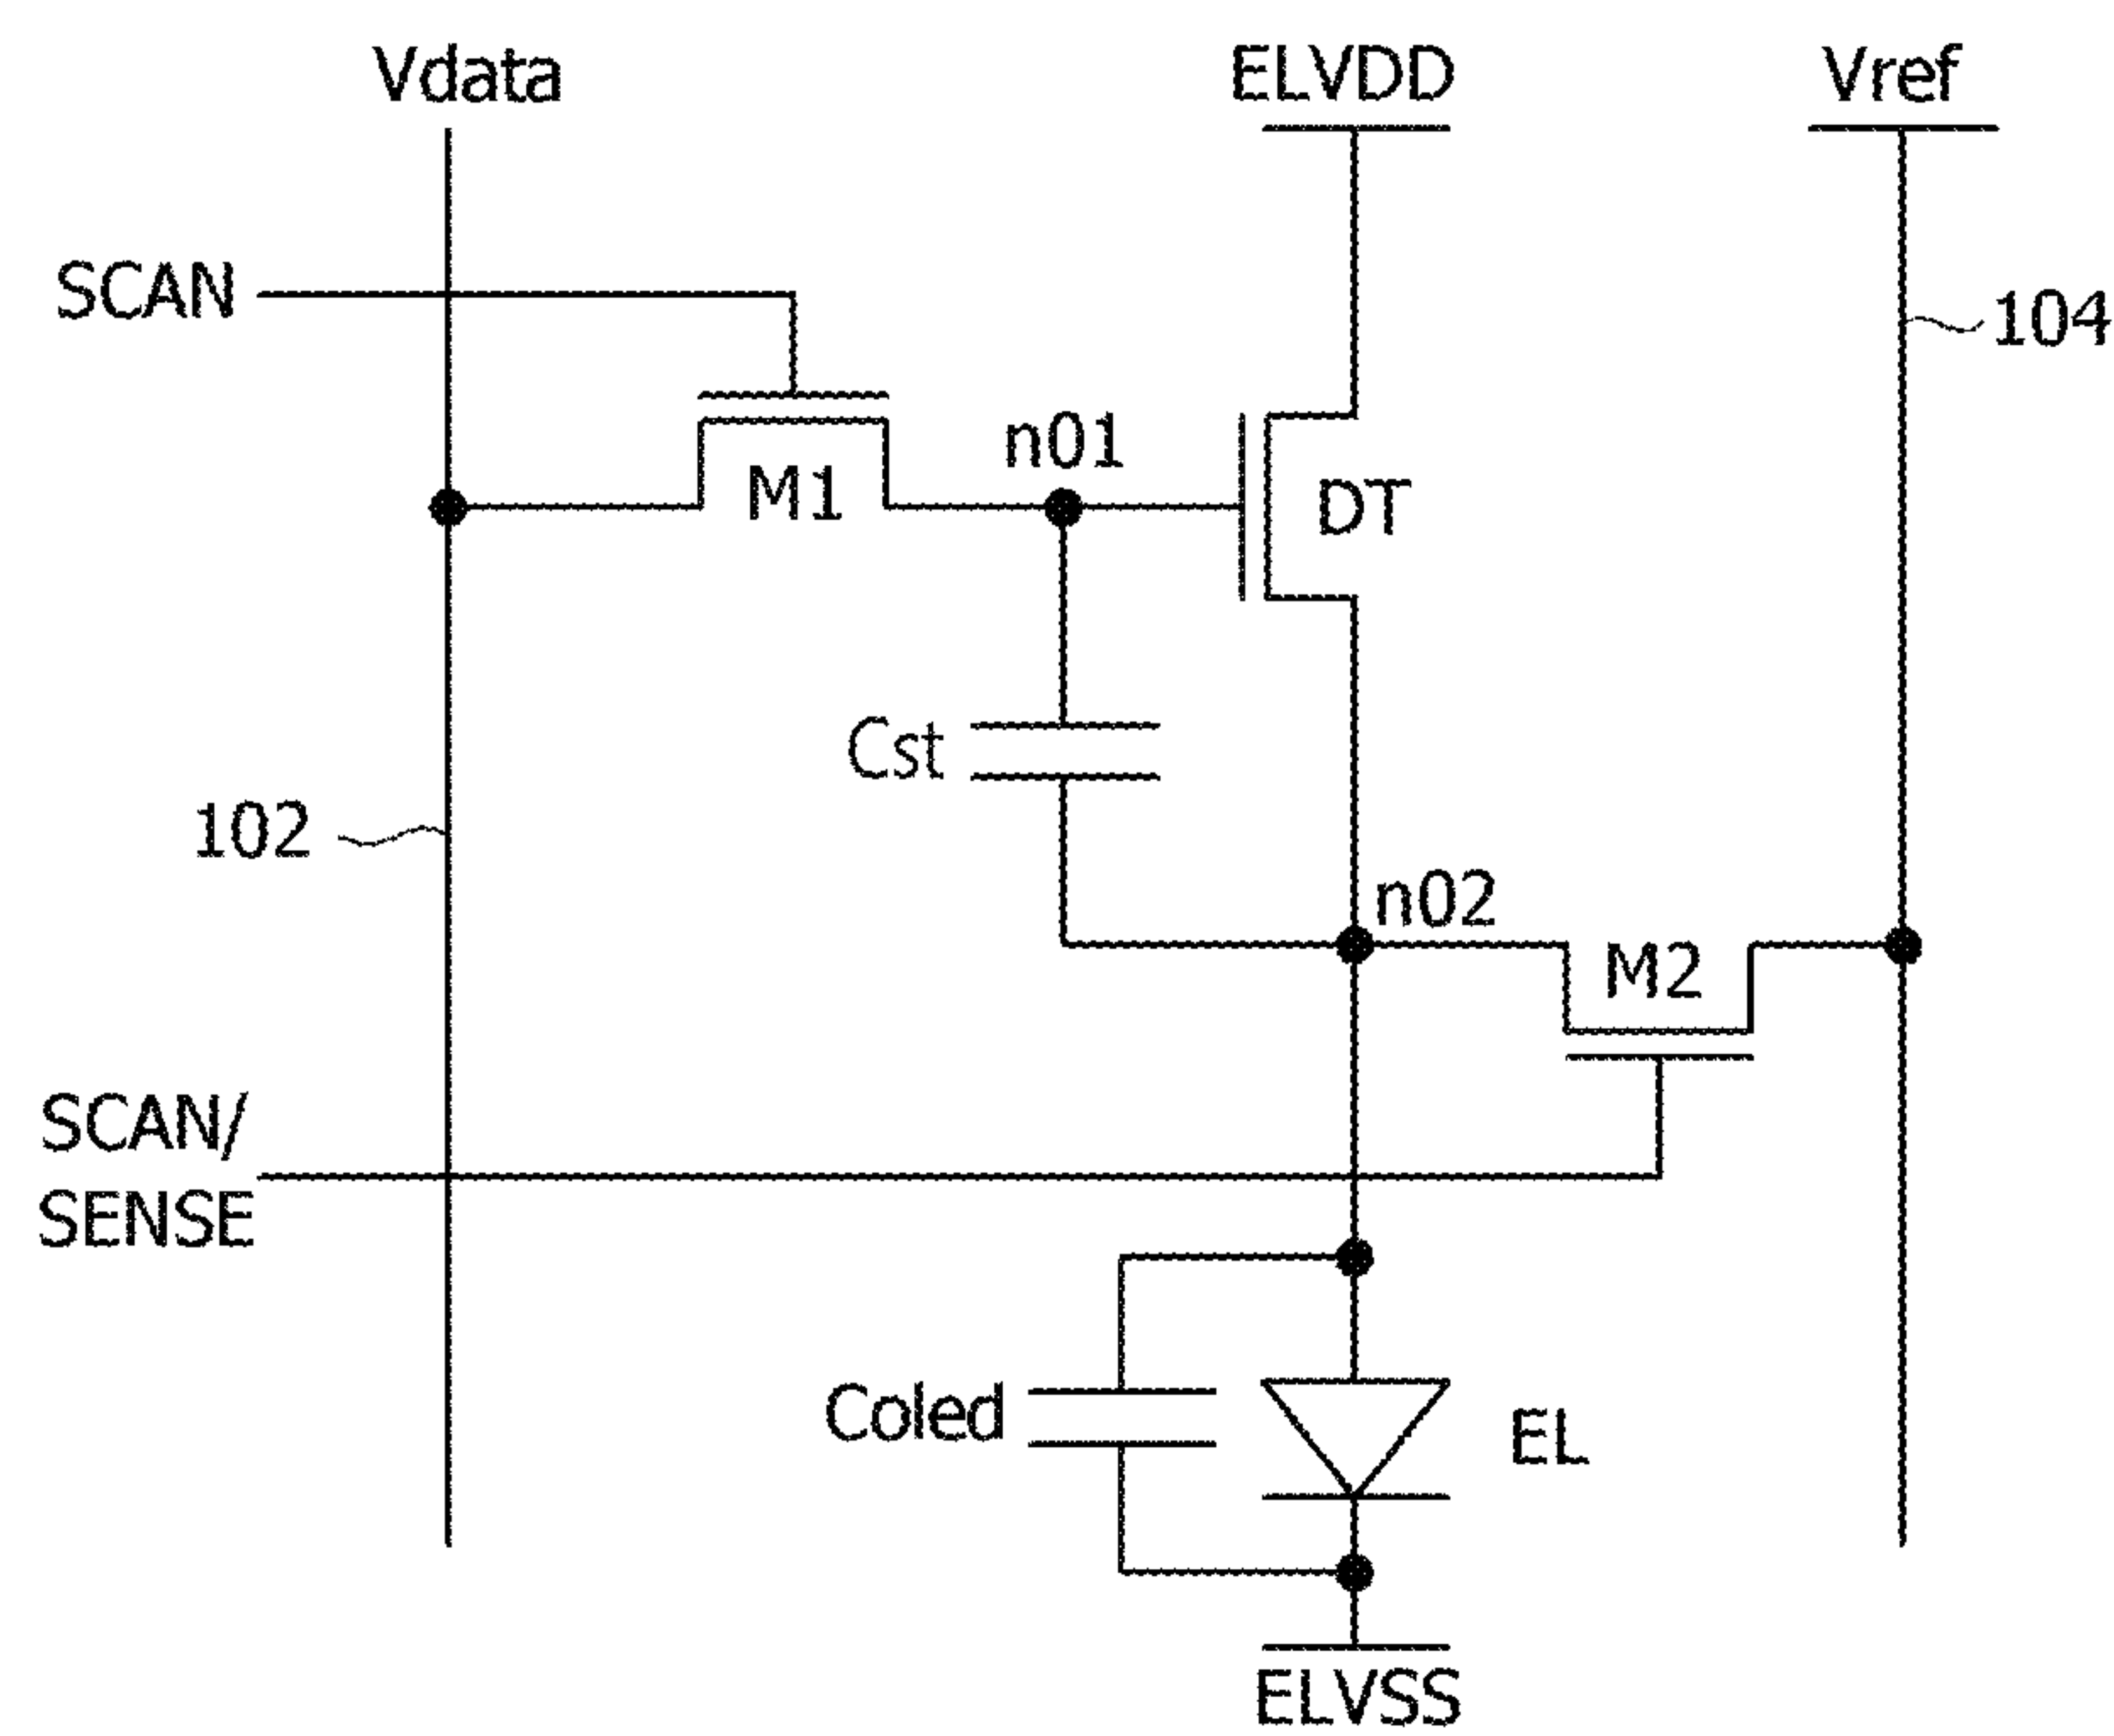 Vdata
ELVDD
Vref
SCAN
104
n01
M1
DT
Cst
102
n02
M2
SCAN/
SENSE
Coled
EL
ELVSS